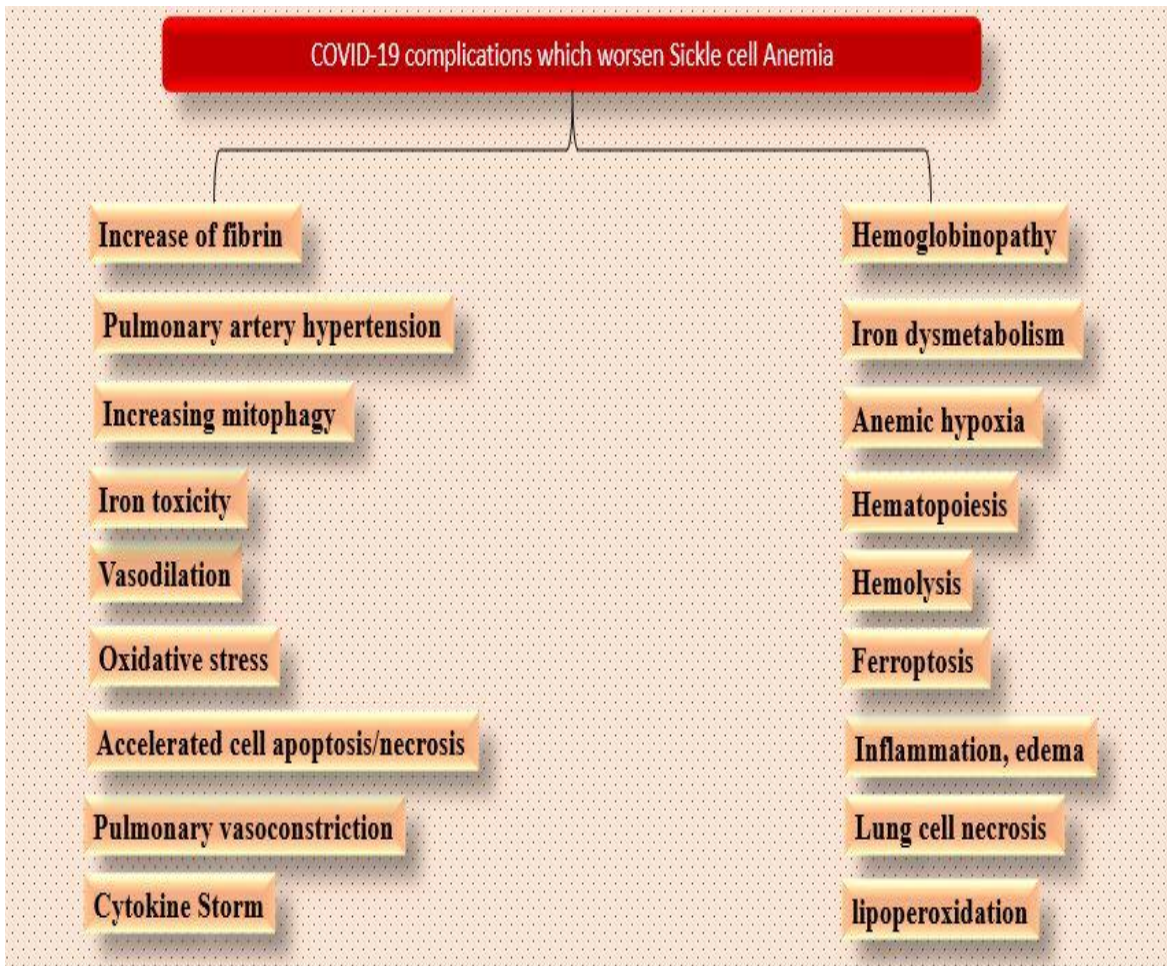 COVID-19 complications which worsen Sickle cell Anemia
Increase of fibrin
Pulmonary artery hypertension
Increasing mitophagy
Iron toxicity
Vasodilation
Oxidative stress
Accelerated cell apoptosis/necrosis
Pulmonary vasoconstriction
Cytokine Storm
Hemoglobinopathy
Iron dysmetabolism
Anemic hypoxia
Hematopoiesis
Hemolysis
Ferroptosis
Inflammation, edema
Lung cell necrosis
lipoperoxidation